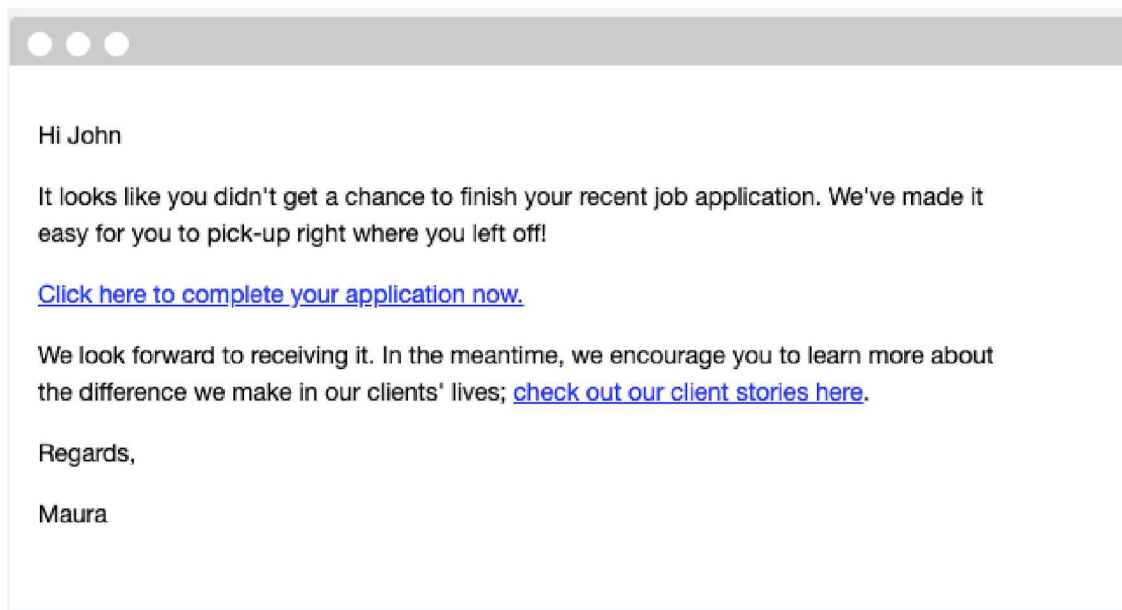 Hi John
It looks like you didn't get a chance to finish your recent job application. We've made it
easy for you to pick-up right where you left off!
Click here to complete your application now.
We look forward to receiving it. In the meantime, we encourage you to learn more about
the difference we make in our clients' lives; check out our client stories here.
Regards,
Maura